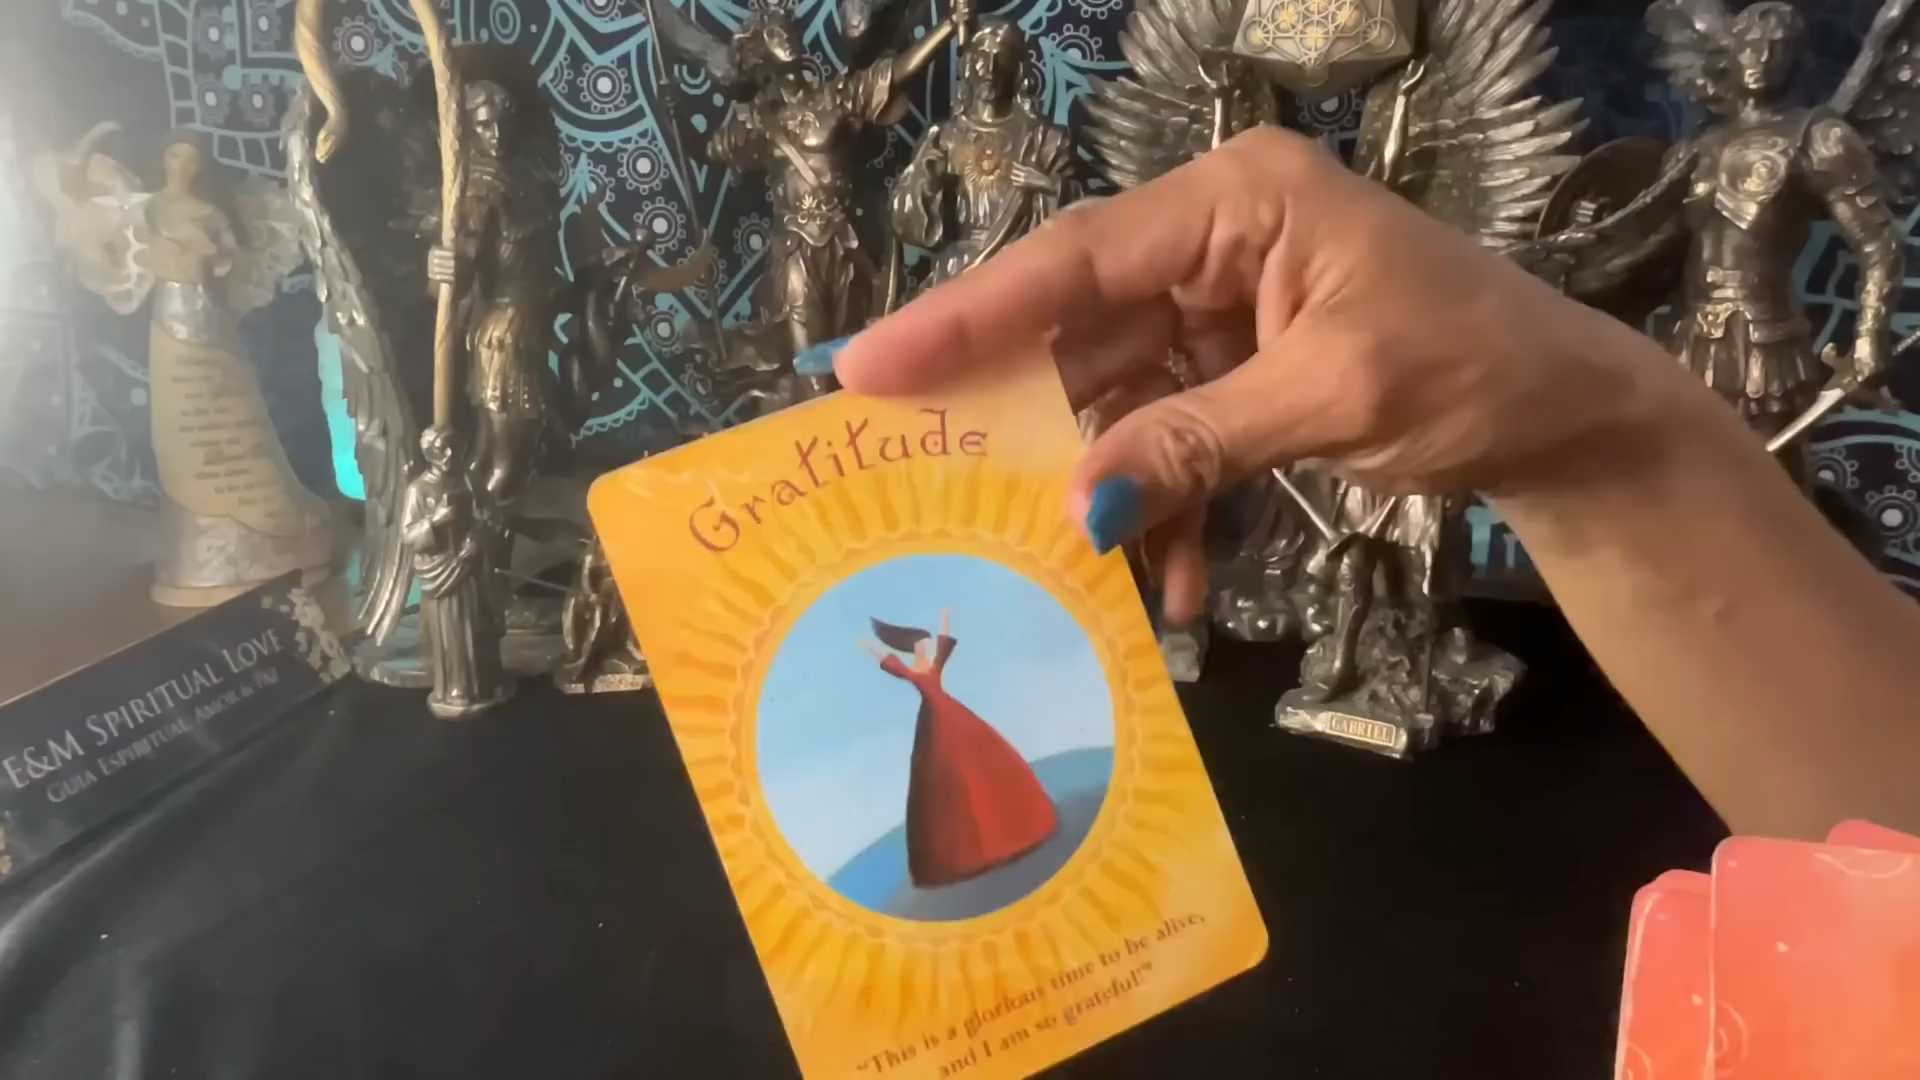 Gratitude
"This is a glorious time to be alive,
and I am so grateful!"
E&M Spiritual Love
Guia Espiritual, Amor & Paz
GABRIEL